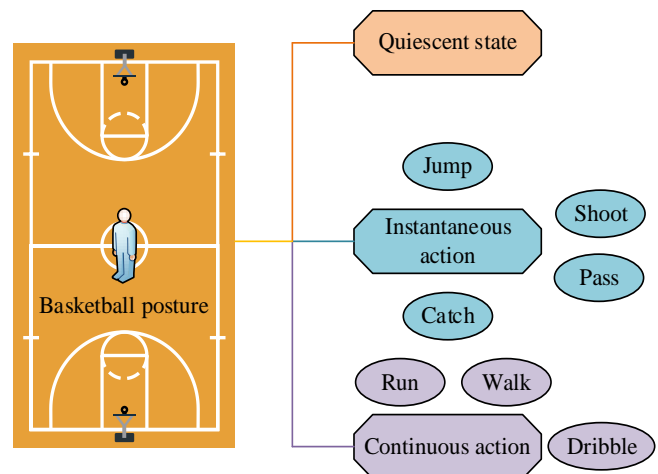 Quiescent state
Jump
Shoot
Instantaneous
action
Pass
Basketball posture
Catch
Run
Walk
Continuous action
Dribble